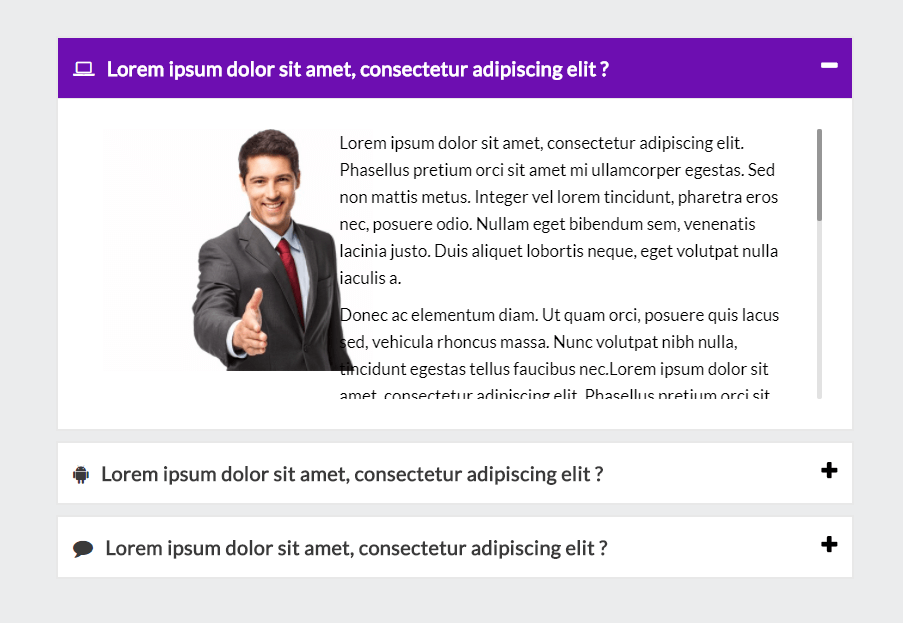 Lorem ipsum dolor sit amet, consectetur adipiscing elit ?
Lorem ipsum dolor sit amet, consectetur adipiscing elit.
Phasellus pretium orci sit amet mi ullamcorper egestas. Sed
non mattis metus. Integer vel lorem tincidunt, pharetra eros
nec, posuere odio. Nullam eget bibendum sem, venenatis
lacinia justo. Duis aliquet lobortis neque, eget volutpat nulla
iaculis a.
Donec ac elementum diam. Ut quam orci, posuere quis lacus
sed, vehicula rhoncus massa. Nunc volutpat nibh nulla,
tincidunt egestas tellus faucibus nec.Lorem ipsum dolor sit
amet, consectetur adipiscing elit. Phasellus pretium orci sit
Lorem ipsum dolor sit amet, consectetur adipiscing elit ?
Lorem ipsum dolor sit amet, consectetur adipiscing elit ?